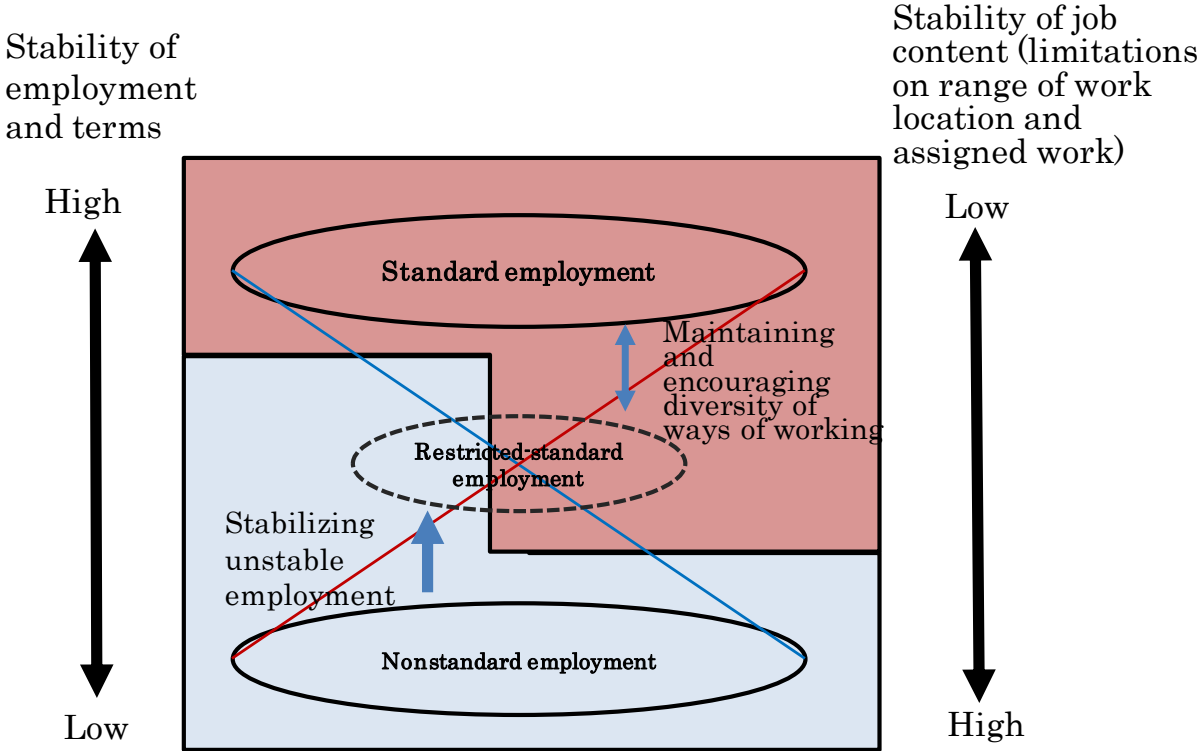 Stability of
employment
and terms
Stability of job
content (limitations
on range of work
location and
assigned work)
High
Low
Standard employment
Maintaining
and
encouraging
diversity of
ways of working
Restricted-standard
employment
Stabilizing
unstable
employment
Nonstandard employment
Low
High